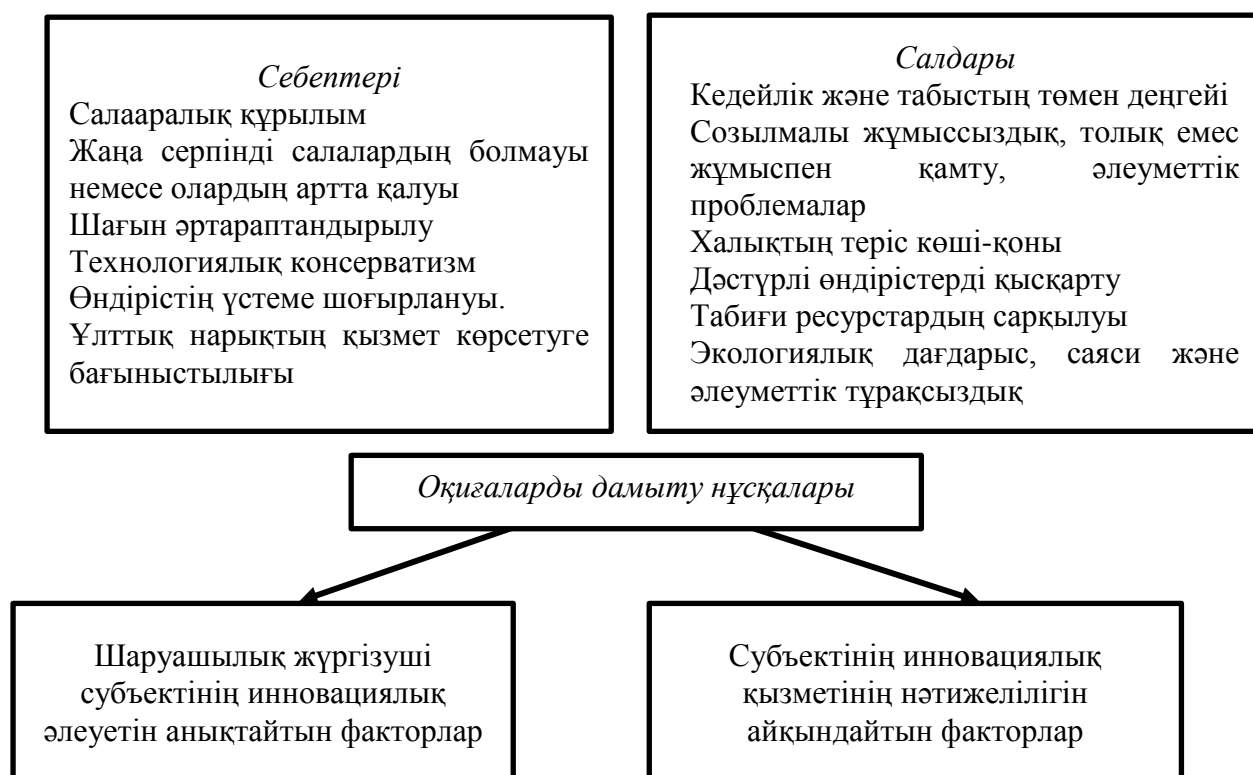 Себептері
Салааралық құрылым
Жаңа серпінді салалардың болмауы
немесе олардың артта қалуы
Шағын әртараптандырылу
Технологиялық консерватизм
Өндірістің үстеме шоғырлануы.
Ұлттық нарықтың қызмет көрсетуге
бағыныстылығы
Салдары
Кедейлік және табыстың төмен деңгейі
Созылмалы жұмыссыздық, толық емес
жұмыспен қамту, әлеуметтік
проблемалар
Халықтың теріс көші-қоны
Дәстүрлі өндірістерді қысқарту
Табиғи ресурстардың сарқылуы
Экологиялық дағдарыс, саяси және
әлеуметтік тұрақсыздық
Оқиғаларды дамыту нұсқалары
Шаруашылық жүргізуші
субъектінің инновациялық
әлеуетін анықтайтын факторлар
Субъектінің инновациялық
қызметінің нәтижелілігін
айқындайтын факторлар